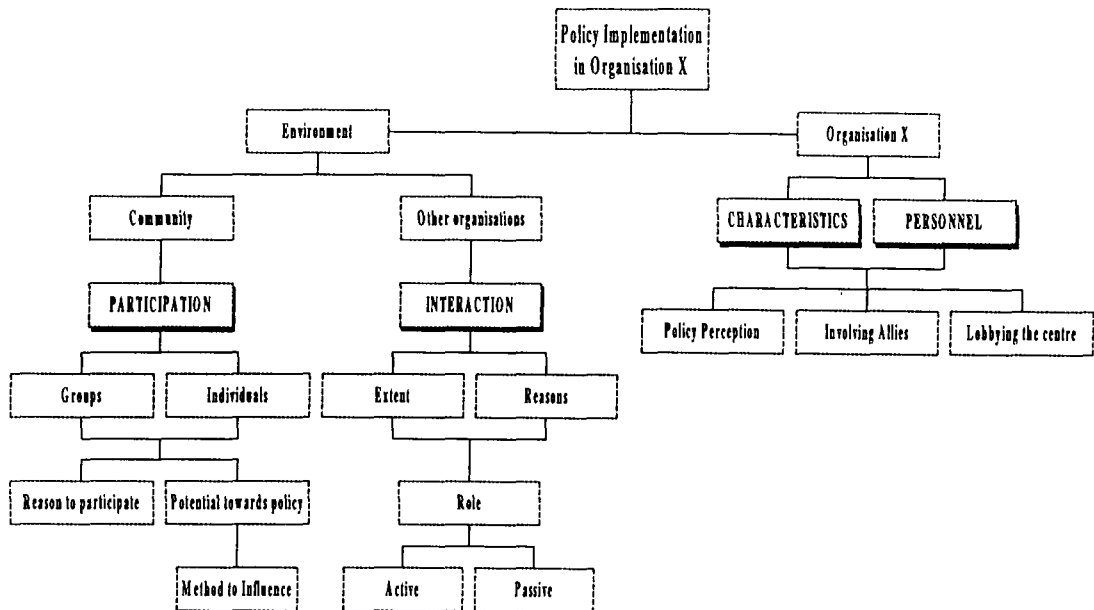 Policy Implementation
in Organisation X
Environment
Organisation X
Community
Other organisations
CHARACTERISTICS
PERSONNEL
PARTICIPATION
INTERACTION
Policy Perception
Involving Allies
Lobbying the centre
Groups
Individuals
Extent
Reasons
Reason to participate
Potential towards policy
Role
Method to Influence
Active
Passive